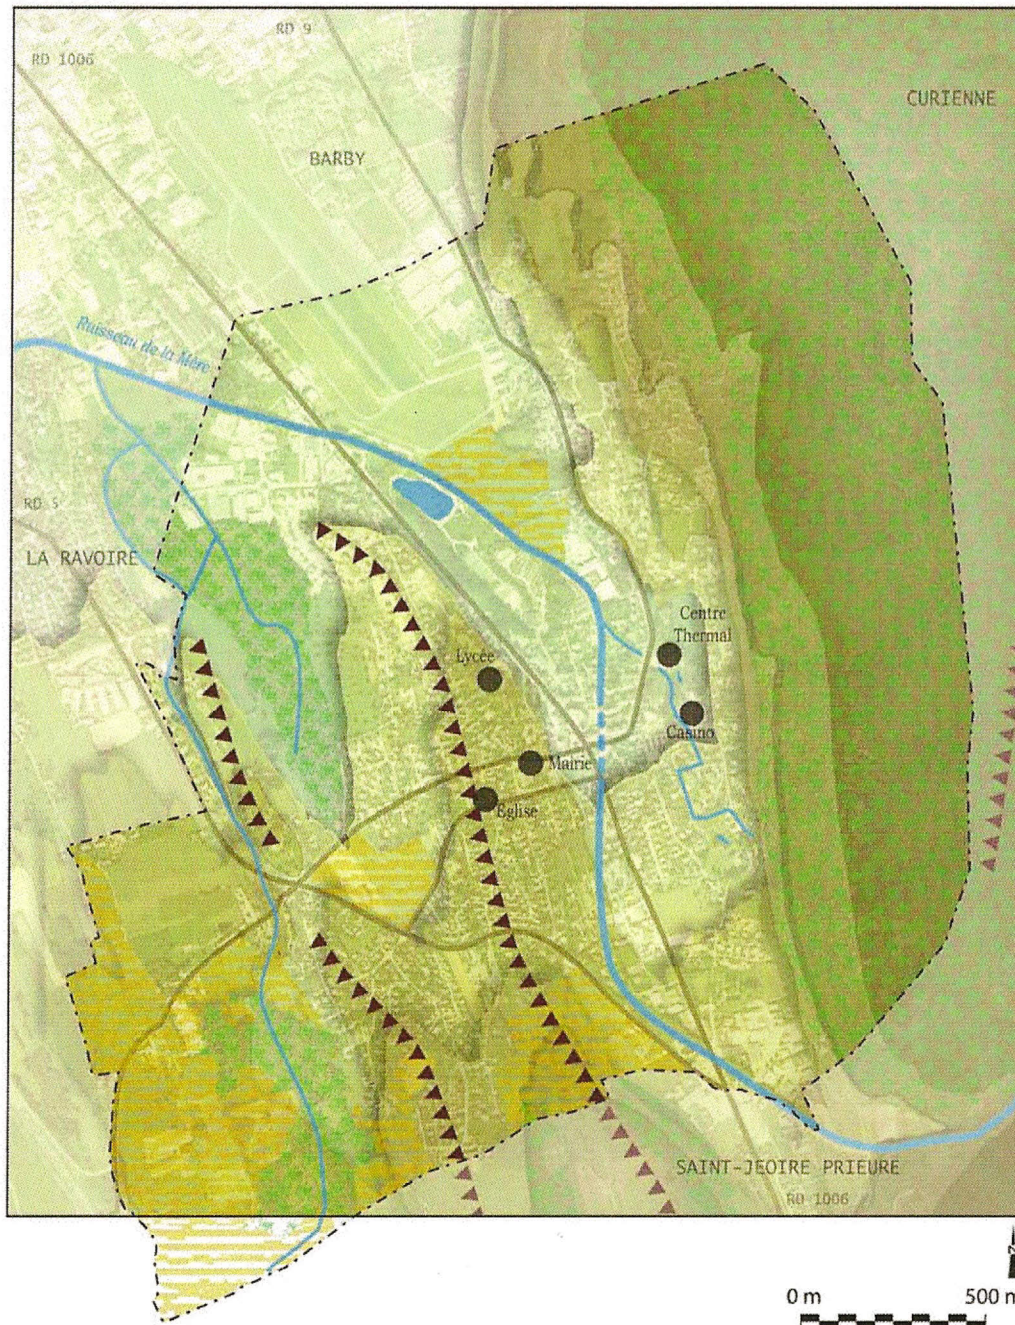 RD 9
RD 1006
CURIENNE
BARBY
Ruisseau de la Mère
RD 5
LA RAVOIRE
Centre
Thermal
Lycée
Casino
Mairie
Eglise
SAINT-JEOIRE PRIEURE
RD 1006
N
0 m
500 m